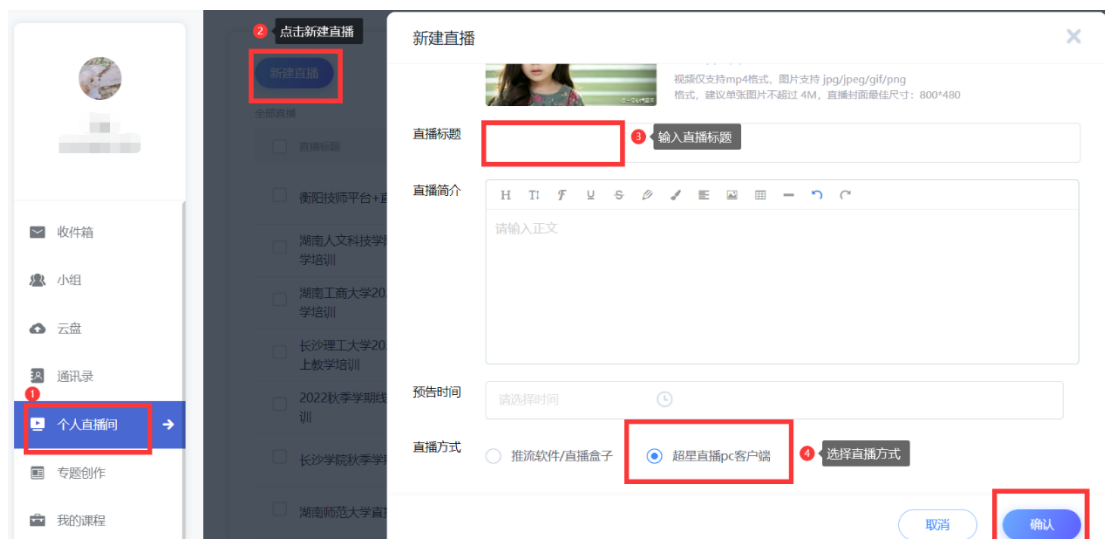 2 点击新建直播
新建直播
新建直播
视频仅支持mp4格式，图片支持 jpg/jpeg/gif/png
格式，建议单张图片不超过 4M，直播封面最佳尺寸：800*480
全部直播
直播标题
3 输入直播标题
直播标题
衡阳技师平台+直
直播简介
H
请输入正文
收件箱
湖南人文科技学
学培训
小组
湖南工商大学20
学培训
云盘
长沙理工大学20
上教学培训
通讯录
1
预告时间
请选择时间
2022秋季学期线
训
个人直播间
直播方式
推流软件/直播盒子
超星直播pc客户端
4 选择直播方式
长沙学院秋季学
专题创作
湖南师范大学直
我的课程
取消
确认